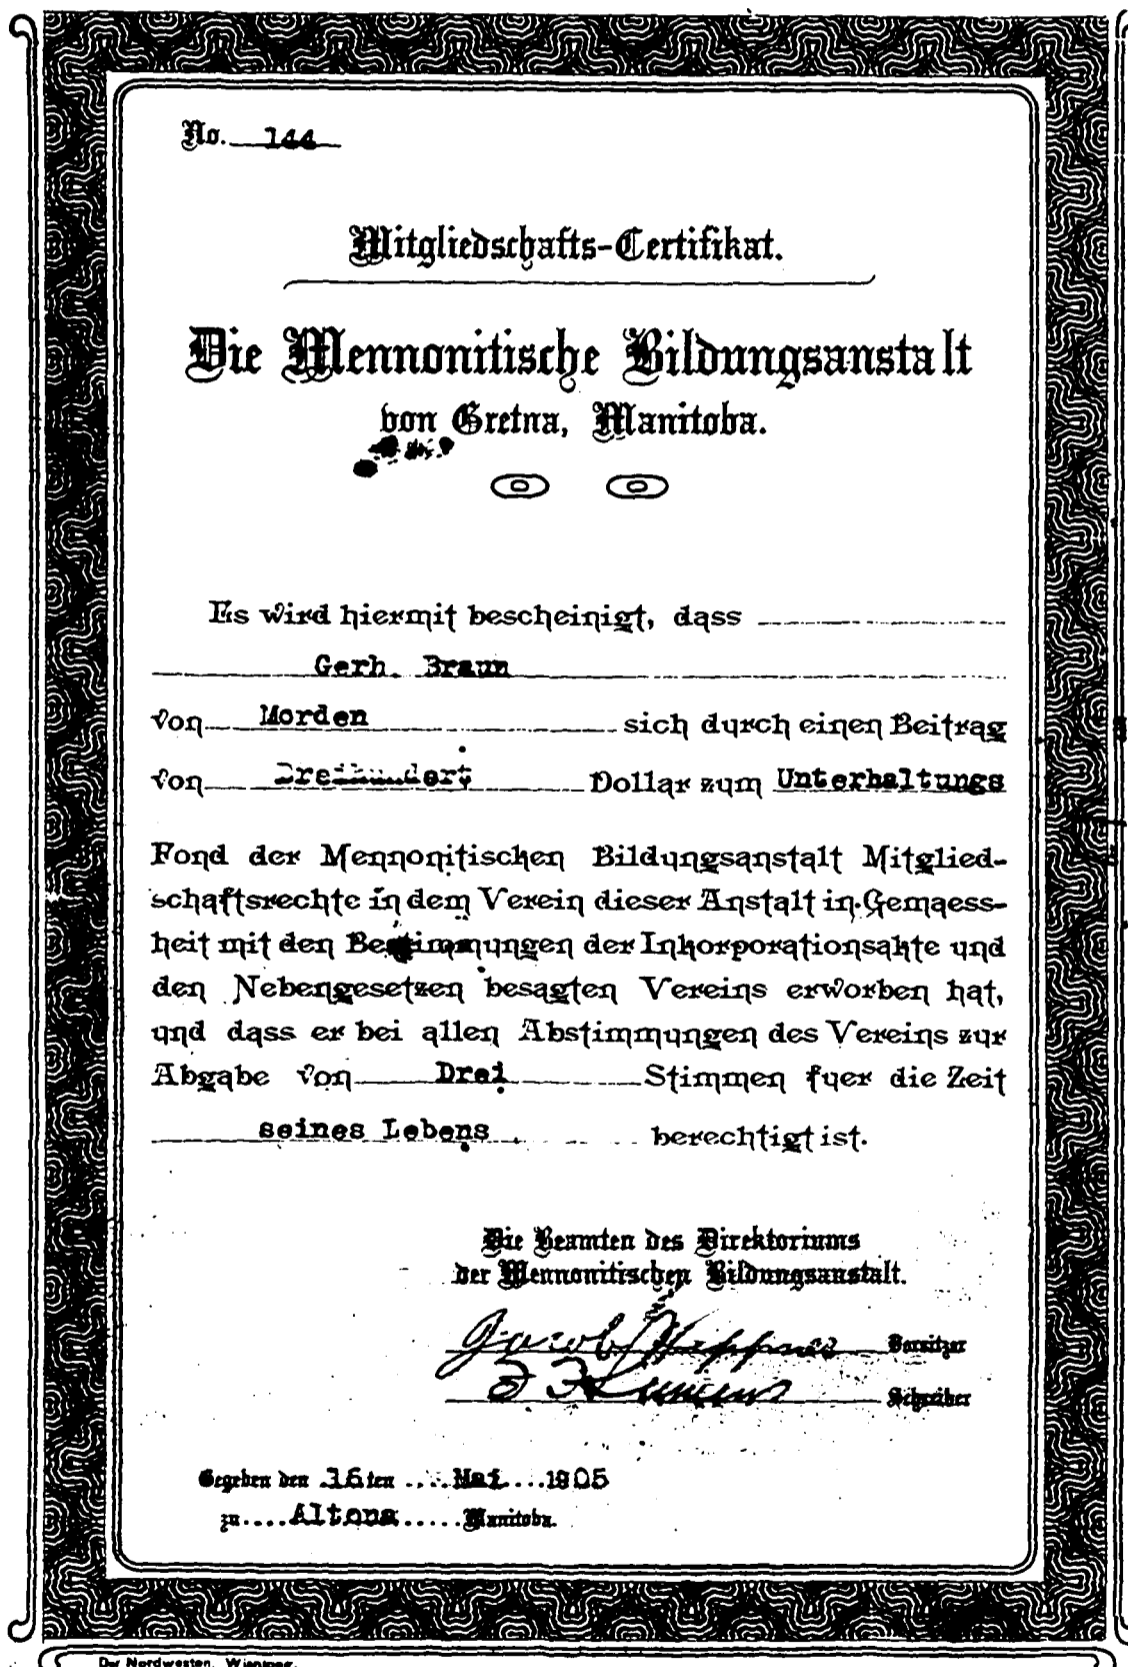 No. 144
Mitgliedschafts-Certifikat.
Die Mennonitische Bildungsanstalt
von Gretna, Manitoba.
Es wird hiermit bescheinigt, dass
Gerh. Braun
von Morden sich durch einen Beitrag
von Dreihundert Dollar zum Unterhaltungs
Fond der Mennonitischen Bildungsanstalt Mitglied-
schaftsrechte in dem Verein dieser Anstalt in Gemaess-
heit mit den Bestimmungen der Inkorporationsakte und
den Nebengesetzen besagten Vereins erworben hat,
und dass er bei allen Abstimmungen des Vereins zur
Abgabe von Drei Stimmen fuer die Zeit
seines Lebens berechtigt ist.
Die Beamten des Direktoriums
der Mennonitischen Bildungsanstalt.
Jacob Heppner Vorsitzer
Schreiber
Gegeben den 16ten Mai 1905
zu Altona Manitoba.
Der Nordwesten, Winnipeg.